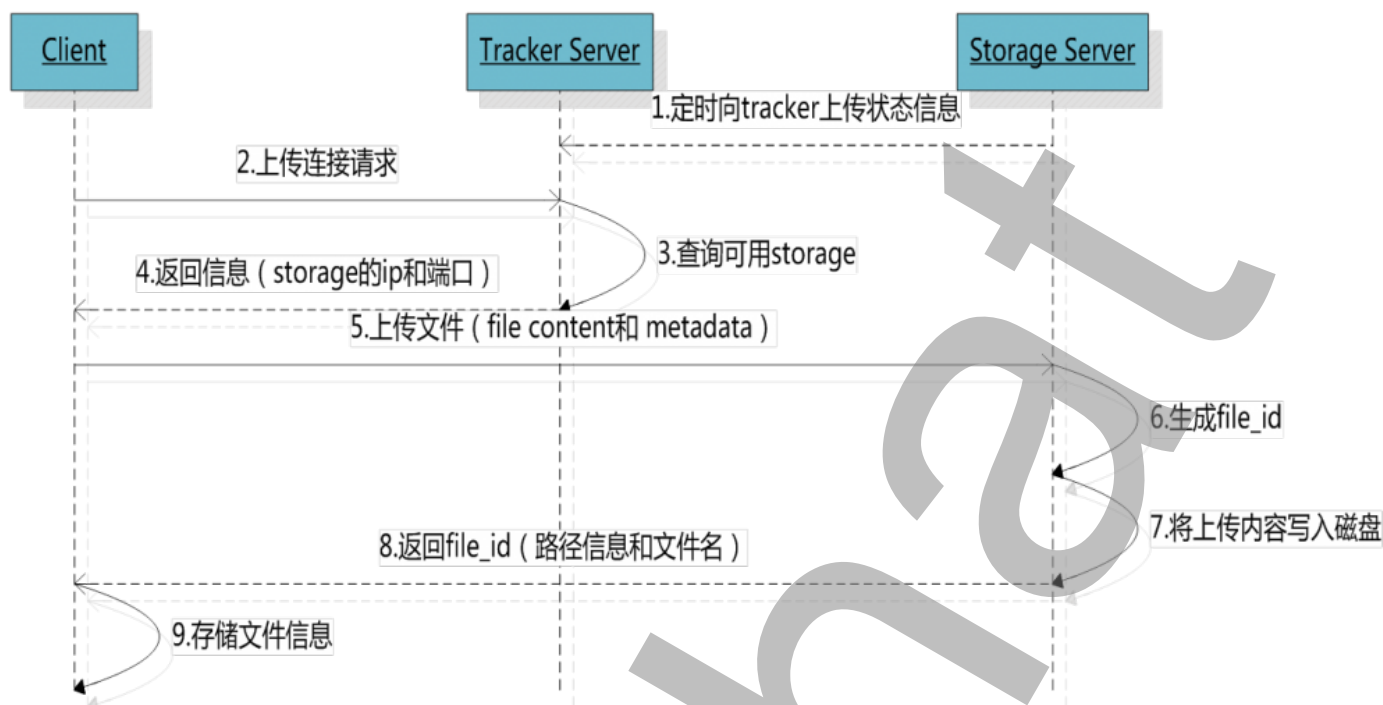 Client
Tracker Server
Storage Server
1.定时向tracker上传状态信息
2.上传连接请求
3.查询可用storage
4.返回信息（storage的ip和端口）
5.上传文件（file content和 metadata）
6.生成file_id
7.将上传内容写入磁盘
8.返回file_id（路径信息和文件名）
9.存储文件信息
hat